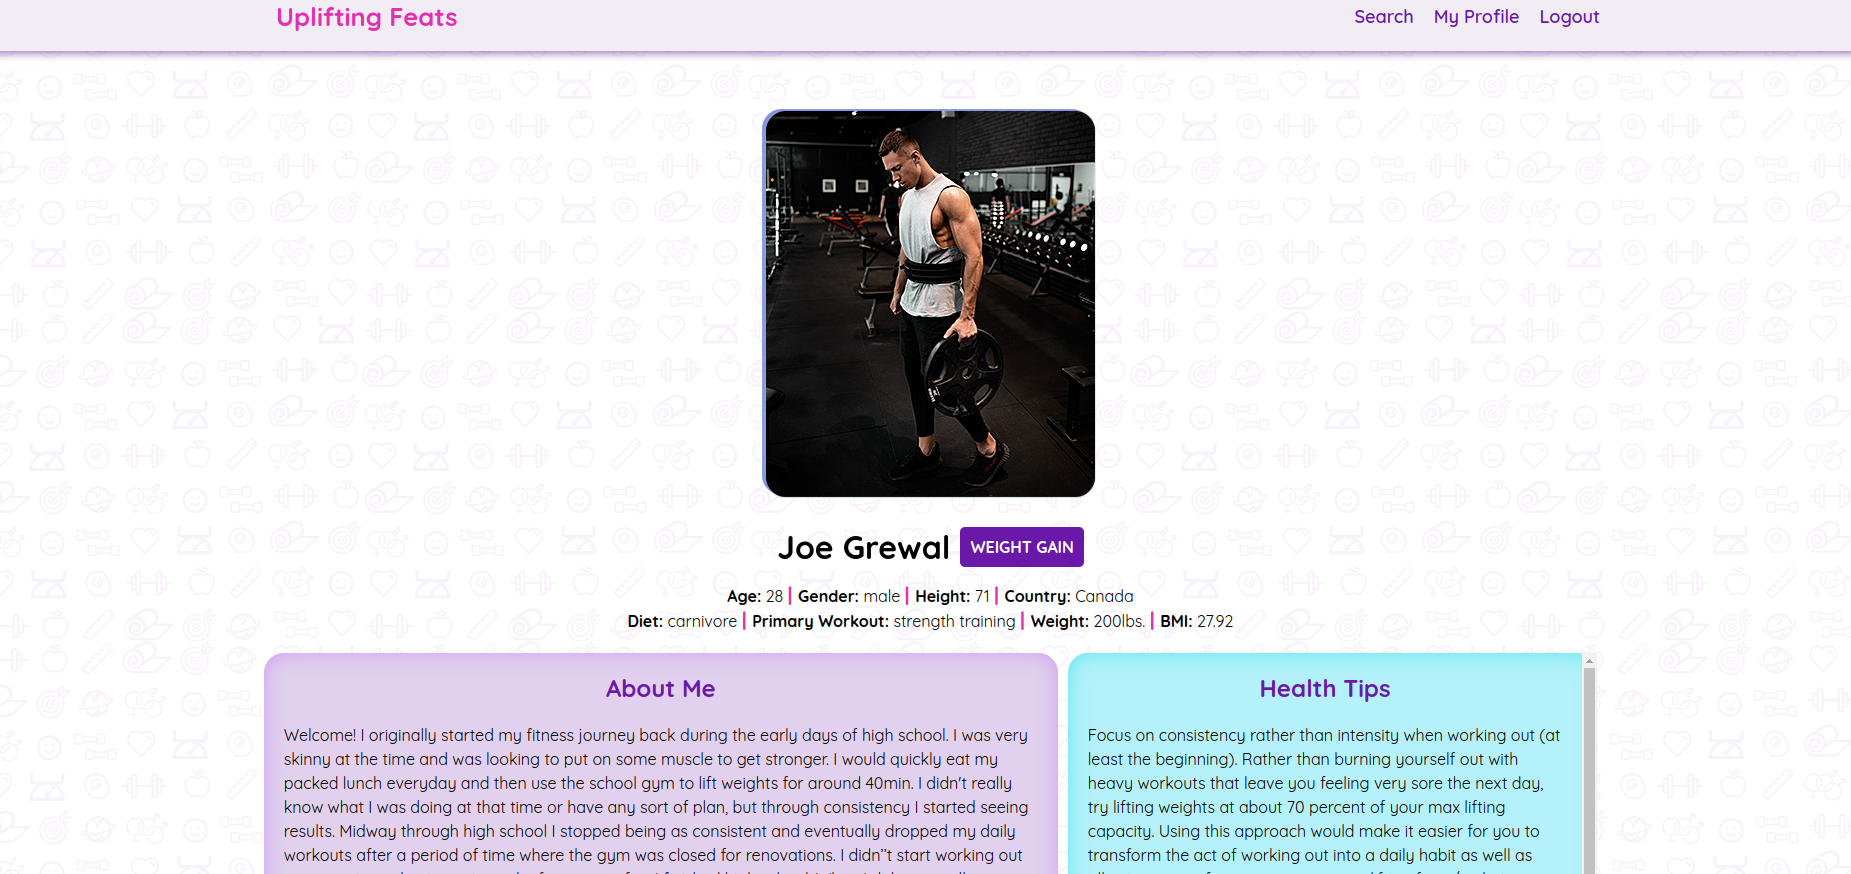 Uplifting Feats
Search My Profile Logout
Joe Grewal WEIGHT GAIN
Age: 28 | Gender: male | Height: 71 | Country: Canada
Diet: carnivore | Primary Workout: strength training | Weight: 200lbs. | BMI: 27.92
About Me
Welcome! I originally started my fitness journey back during the early days of high school. I was very
skinny at the time and was looking to put on some muscle to get stronger. I would quickly eat my
packed lunch everyday and then use the school gym to lift weights for around 40min. I didn't really
know what I was doing at that time or have any sort of plan, but through consistency I started seeing
results. Midway through high school I stopped being as consistent and eventually dropped my daily
workouts after a period of time where the gym was closed for renovations. I didn''t start working out
Health Tips
Focus on consistency rather than intensity when working out (at
least the beginning). Rather than burning yourself out with
heavy workouts that leave you feeling very sore the next day,
try lifting weights at about 70 percent of your max lifting
capacity. Using this approach would make it easier for you to
transform the act of working out into a daily habit as well as